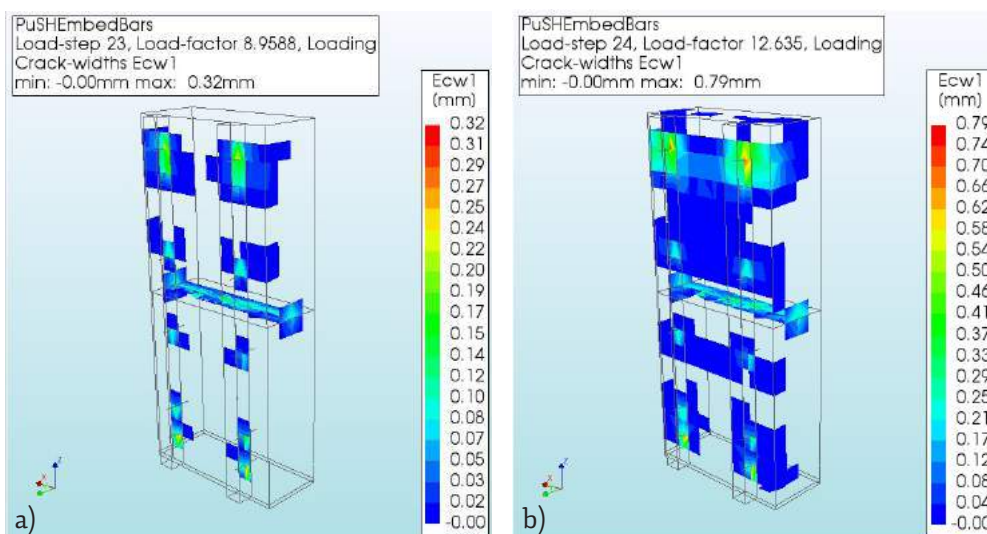 PuSHEmbedBars
Load-step 23, Load-factor 8.9588, Loading
Crack-widths Ecw1
min: -0.00mm max: 0.32mm
Ecw1
(mm)
0.32
0.31
0.29
0.27
0.25
0.24
0.22
0.20
0.19
0.17
0.15
0.14
0.12
0.10
0.08
0.07
0.05
0.03
0.02
-0.00
Z
X
Y
a)
PuSHEmbedBars
Load-step 24, Load-factor 12.635, Loading
Crack-widths Ecw1
min: -0.00mm max: 0.79mm
Ecw1
(mm)
0.79
0.74
0.70
0.66
0.62
0.58
0.54
0.50
0.46
0.41
0.37
0.33
0.29
0.25
0.21
0.17
0.12
0.08
0.04
-0.00
Z
X
Y
b)